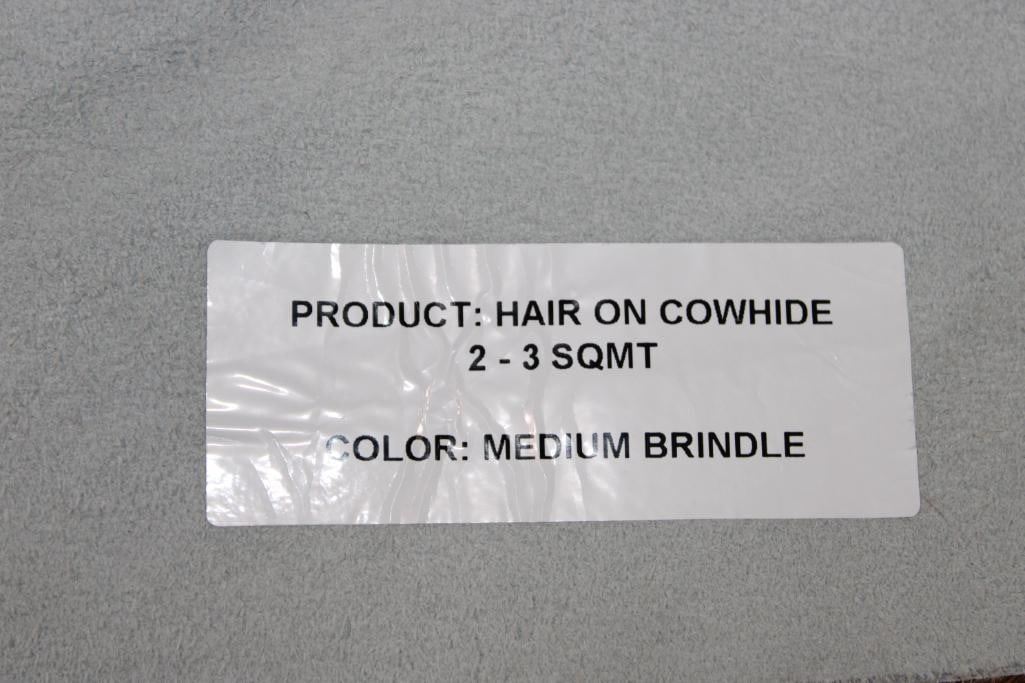 PRODUCT: HAIR ON COWHIDE
2 - 3 SQMT
COLOR: MEDIUM BRINDLE